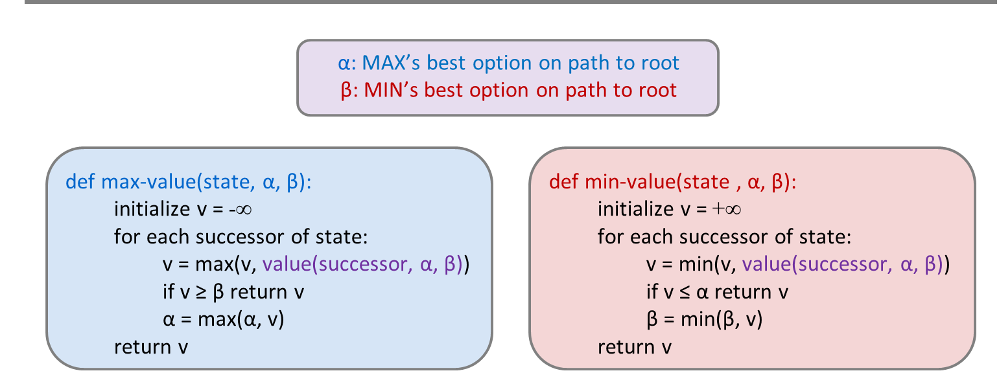 α: MAX’s best option on path to root
β: MIN’s best option on path to root
def max-value(state, α, β):
initialize v = -∞
for each successor of state:
v = max(v, value(successor, α, β))
if v ≥ β return v
α = max(α, v)
return v
def min-value(state , α, β):
initialize v = +∞
for each successor of state:
v = min(v, value(successor, α, β))
if v ≤ α return v
β = min(β, v)
return v